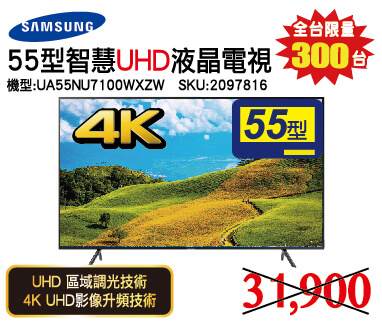 SAMSUNG
全台限量
300台
55型智慧UHD液晶電視
機型:UA55NU7100WXZW SKU:2097816
4K
55型
UHD 區域調光技術
4K UHD影像升頻技術
31,900